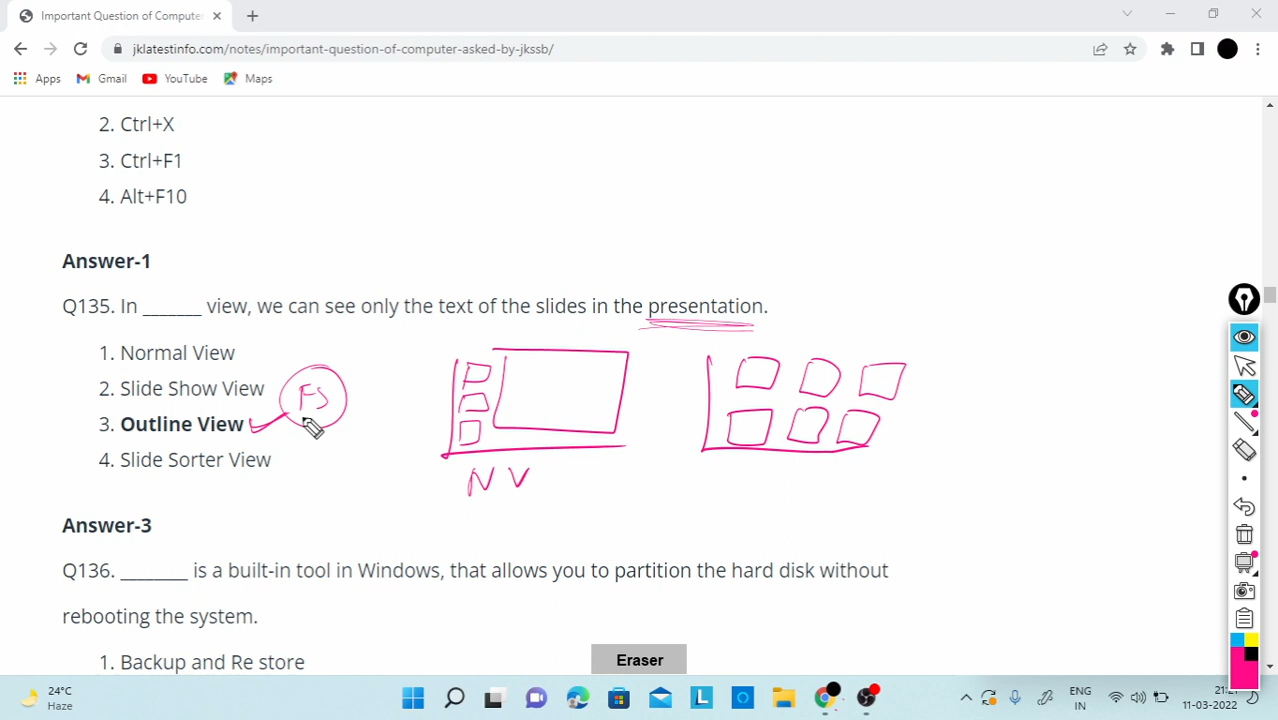 Important Question of Computer
jklatestinfo.com/notes/important-question-of-computer-asked-by-jkssb/
Apps Gmail YouTube Maps
2. Ctrl+X
3. Ctrl+F1
4. Alt+F10
Answer-1
Q135. In _______ view, we can see only the text of the slides in the presentation.
1. Normal View
2. Slide Show View
FS
3. Outline View
4. Slide Sorter View
N V
Answer-3
Q136. ________ is a built-in tool in Windows, that allows you to partition the hard disk without
rebooting the system.
1. Backup and Re store
Eraser
24°C
Haze
ENG
IN
11-03-2022